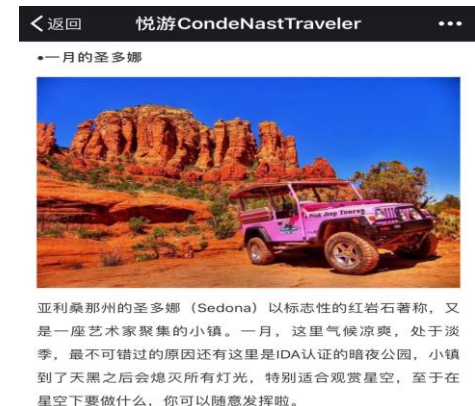 返回 悦游CondeNastTraveler
•一月的圣多娜
Pink Jeep Tours
亚利桑那州的圣多娜（Sedona）以标志性的红岩石著称，又
是一座艺术家聚集的小镇。一月，这里气候凉爽，处于淡
季，最不可错过的原因还有这里是IDA认证的暗夜公园，小镇
到了天黑之后会熄灭所有灯光，特别适合观赏星空，至于在
星空下要做什么，你可以随意发挥啦。